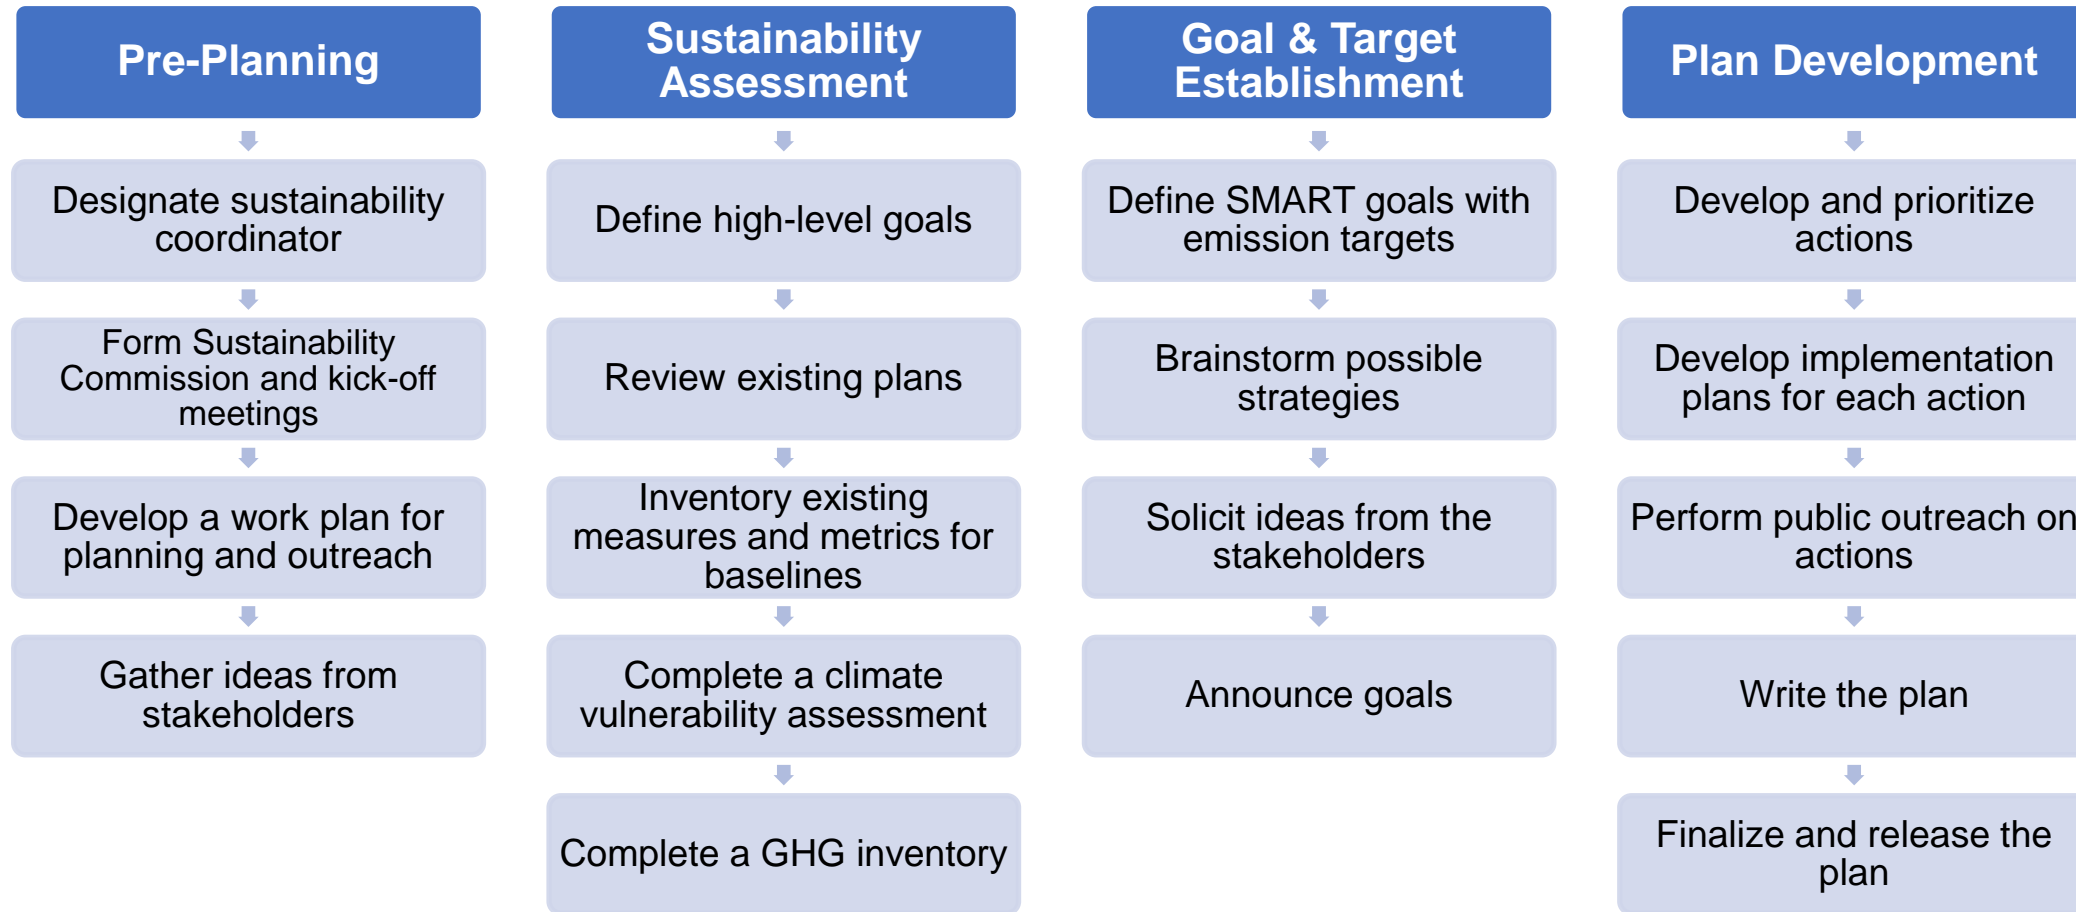 Pre-Planning
Designate sustainability
coordinator
Form Sustainability
Commission and kick-off
meetings
Develop a work plan for
planning and outreach
Gather ideas from
stakeholders
Sustainability
Assessment
Define high-level goals
Review existing plans
Inventory existing
measures and metrics for
baselines
Complete a climate
vulnerability assessment
Complete a GHG inventory
Goal & Target
Establishment
Define SMART goals with
emission targets
Brainstorm possible
strategies
Solicit ideas from the
stakeholders
Announce goals
Plan Development
Develop and prioritize
actions
Develop implementation
plans for each action
Perform public outreach on
actions
Write the plan
Finalize and release the
plan